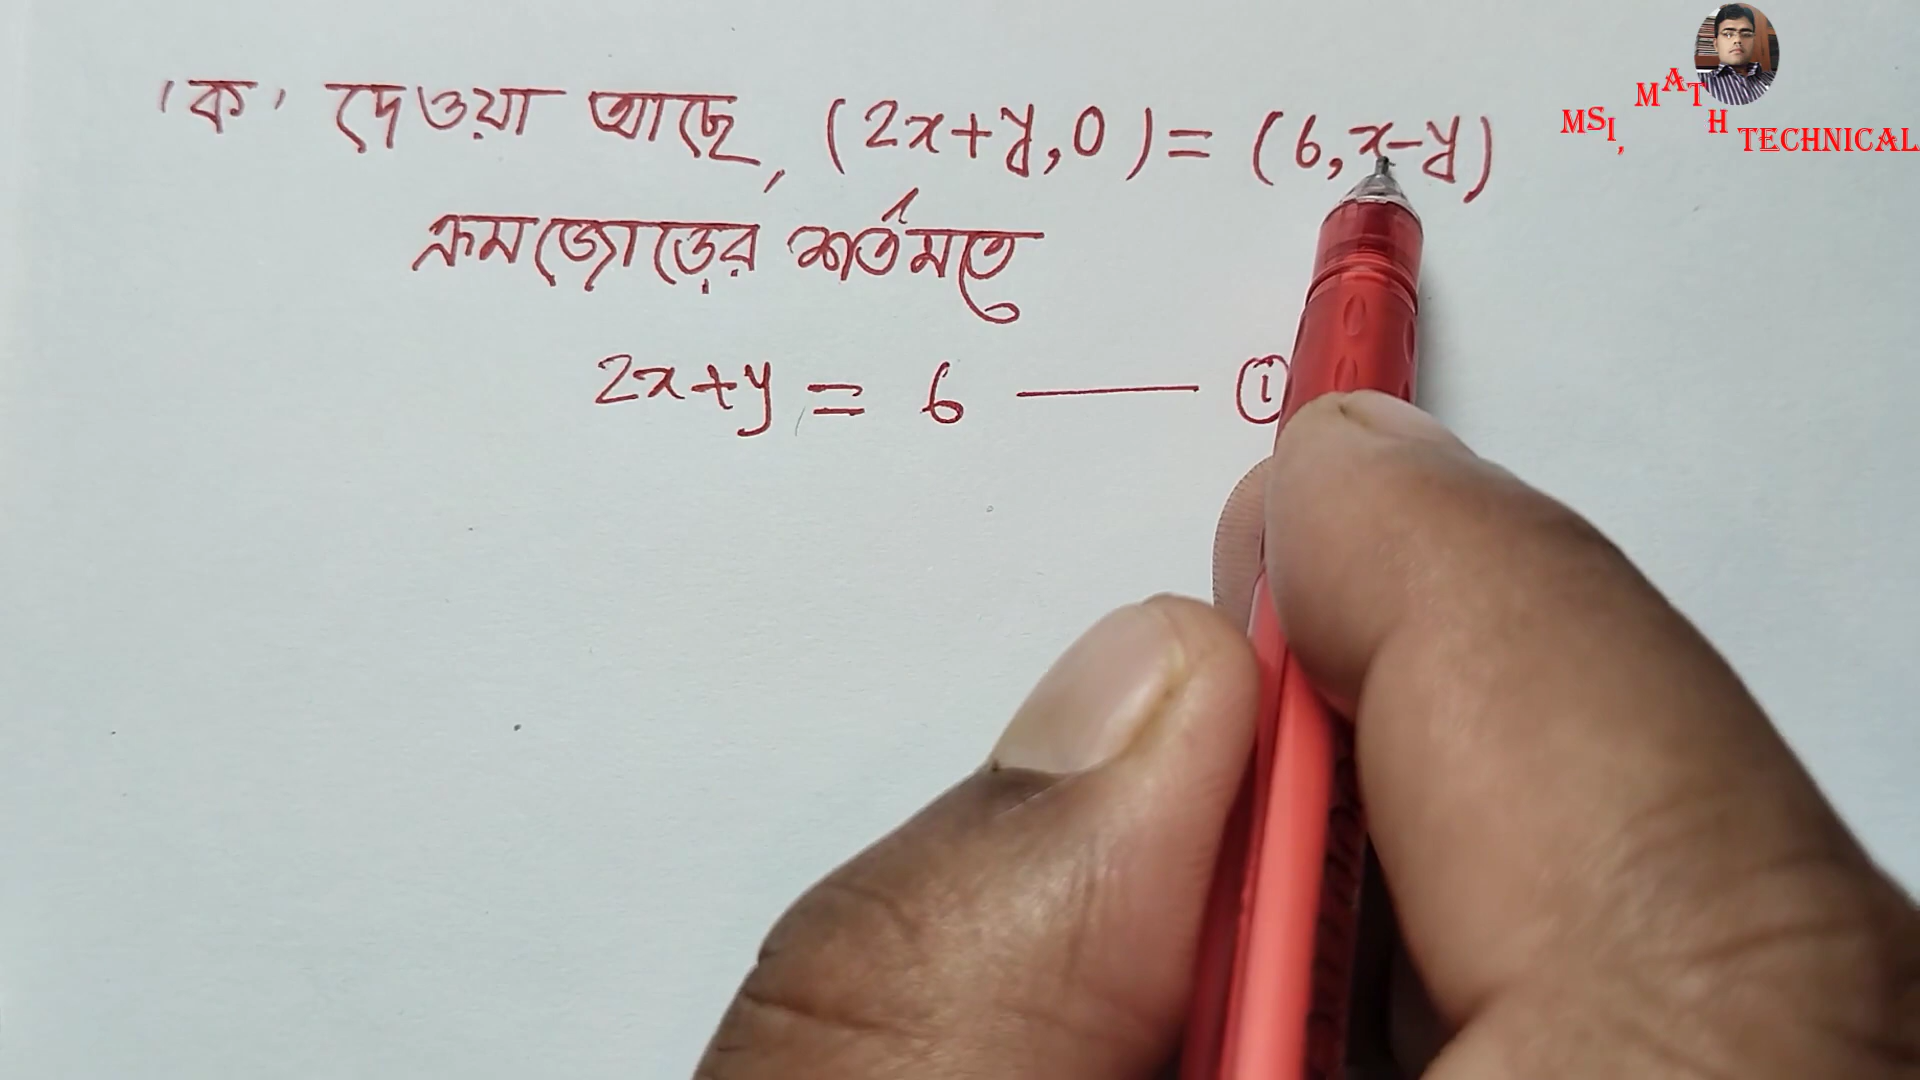 'ক' দেওয়া আছে, (2x+y,0)= (6,x-y)
ক্রমজোড়ের শর্তমতে
2x+y = 6 —— ⓘ
MSI, MATH TECHNICAL